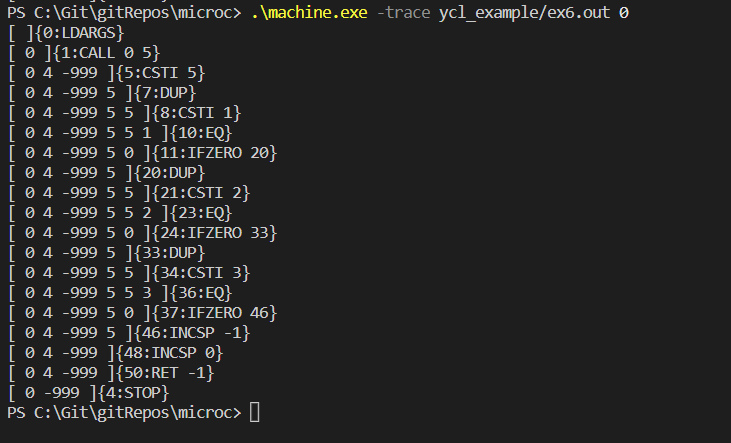 PS C:\Git\gitRepos\microc> .\machine.exe -trace ycl_example/ex6.out 0
[ ]{0:LDARGS}
[ 0 ]{1:CALL 0 5}
[ 0 4 -999 ]{5:CSTI 5}
[ 0 4 -999 5 ]{7:DUP}
[ 0 4 -999 5 5 ]{8:CSTI 1}
[ 0 4 -999 5 5 1 ]{10:EQ}
[ 0 4 -999 5 0 ]{11:IFZERO 20}
[ 0 4 -999 5 ]{20:DUP}
[ 0 4 -999 5 5 ]{21:CSTI 2}
[ 0 4 -999 5 5 2 ]{23:EQ}
[ 0 4 -999 5 0 ]{24:IFZERO 33}
[ 0 4 -999 5 ]{33:DUP}
[ 0 4 -999 5 5 ]{34:CSTI 3}
[ 0 4 -999 5 5 3 ]{36:EQ}
[ 0 4 -999 5 0 ]{37:IFZERO 46}
[ 0 4 -999 5 ]{46:INCSP -1}
[ 0 4 -999 ]{48:INCSP 0}
[ 0 4 -999 ]{50:RET -1}
[ 0 -999 ]{4:STOP}
PS C:\Git\gitRepos\microc>